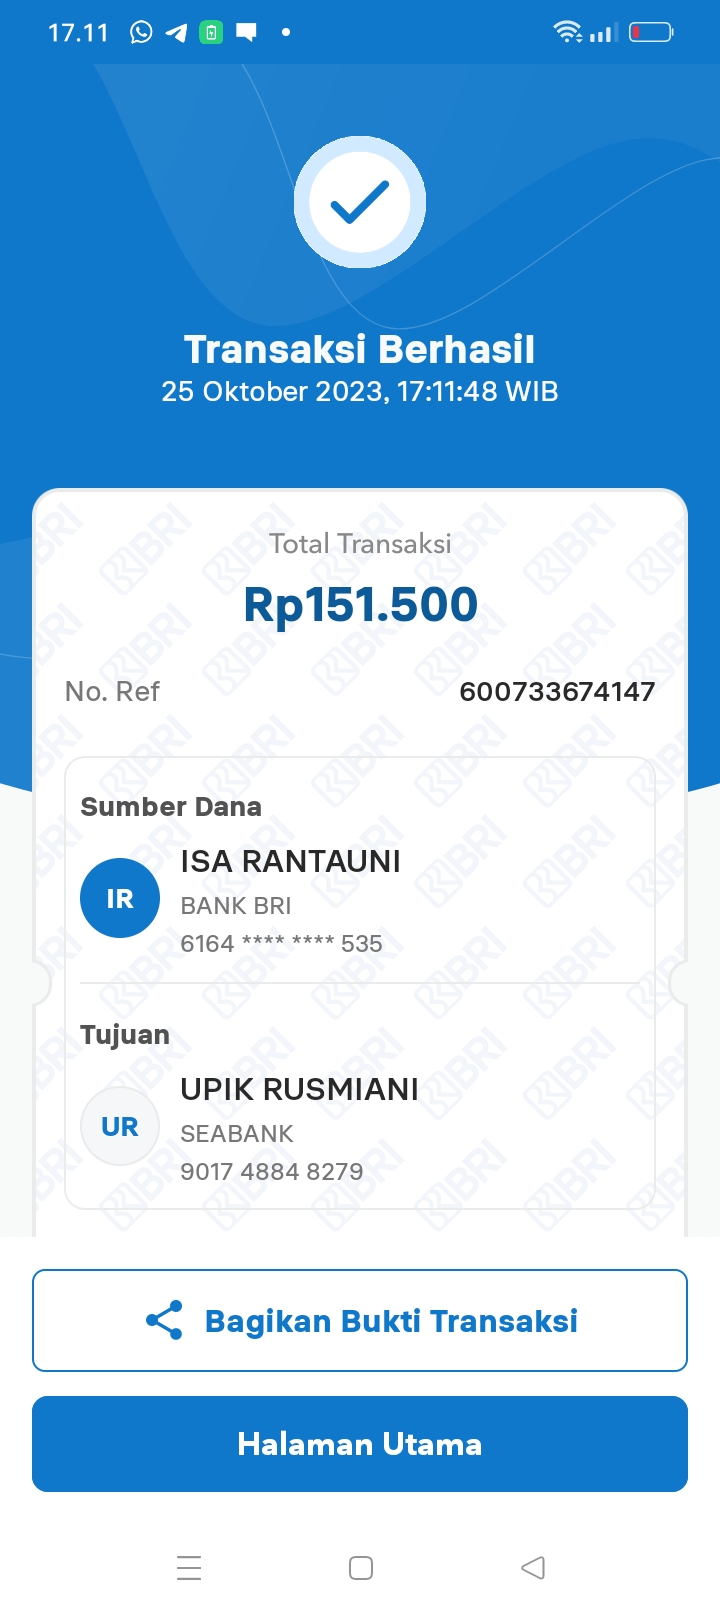 17.11
Transaksi Berhasil
25 Oktober 2023, 17:11:48 WIB
Total Transaksi
Rp151.500
No. Ref 600733674147
Sumber Dana
IR
ISA RANTAUNI
BANK BRI
6164 **** **** 535
Tujuan
UR
UPIK RUSMIANI
SEABANK
9017 4884 8279
Bagikan Bukti Transaksi
Halaman Utama
BRI